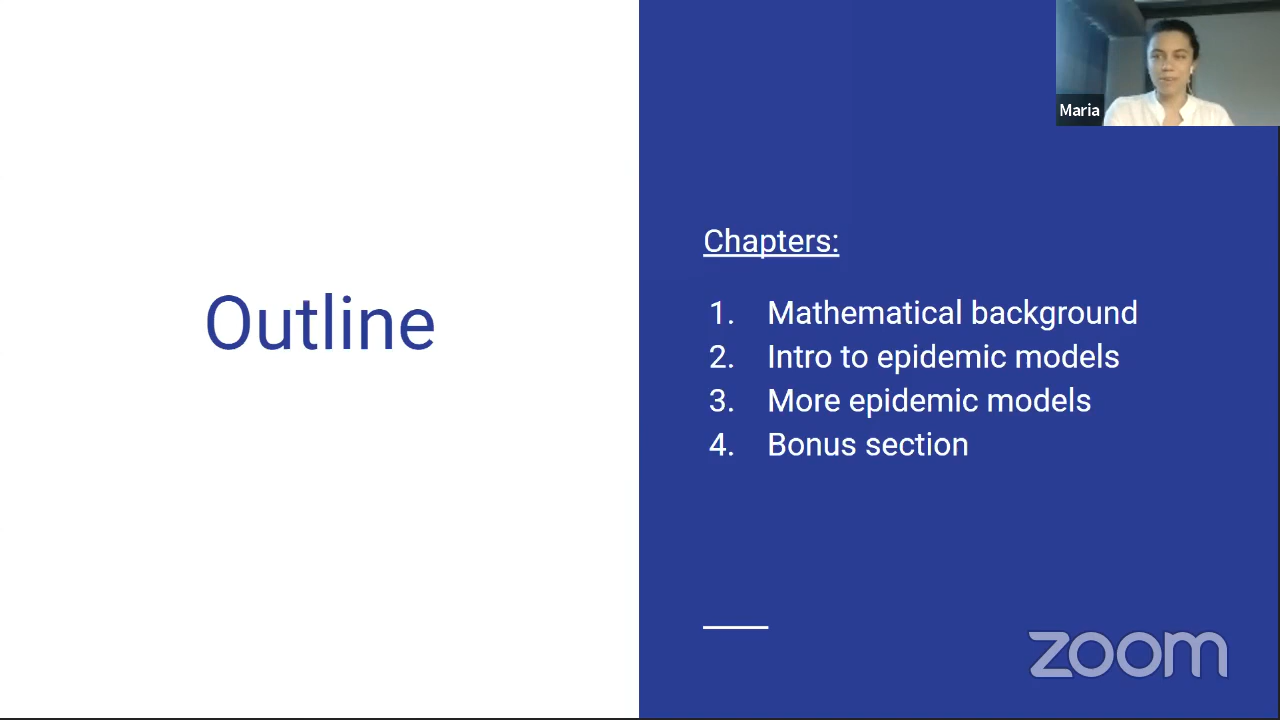 Maria
Outline
Chapters:
1. Mathematical background
2. Intro to epidemic models
3. More epidemic models
4. Bonus section
zoom